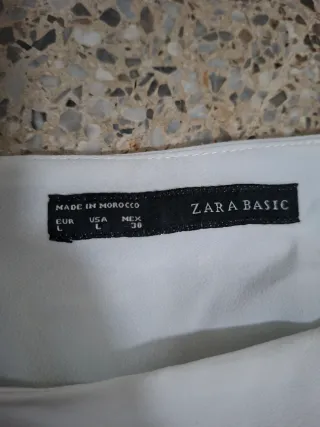 MADE IN MOROCCO
EUR USA MEX
L L 30
ZARA BASIC